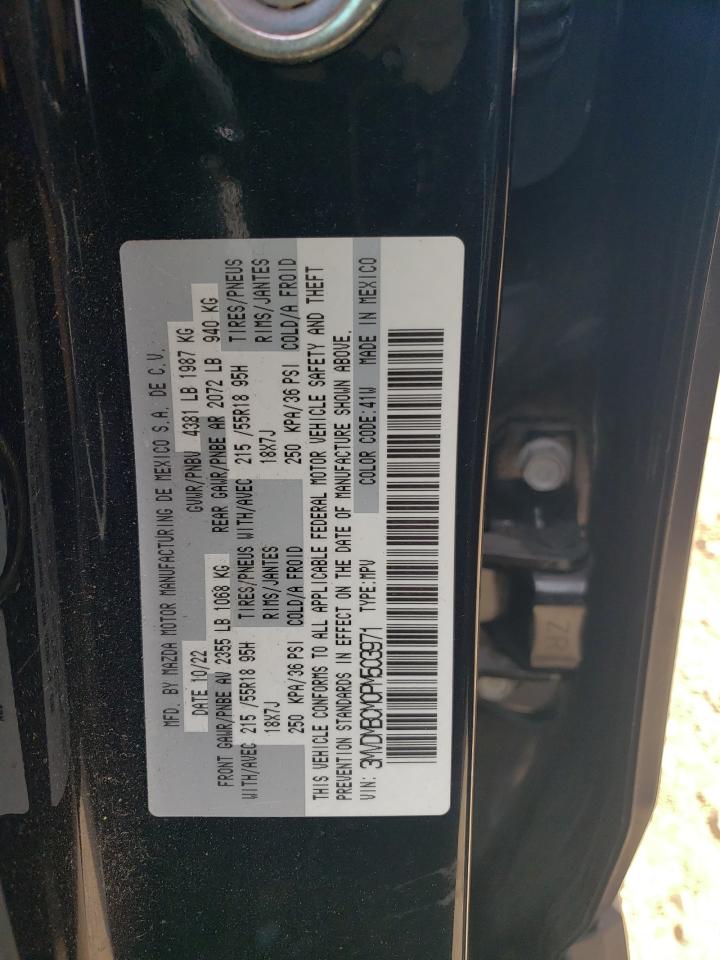 MFD. BY MAZDA MOTOR MANUFACTURING DE MEXICO S.A. DE C.V.
DATE 10/22 GVWR/PNBV 4381 LB 1987 KG
FRONT GAWR/PNBE AV 2355 LB 1068 KG REAR GAWR/PNBE AR 2072 LB 940 KG
WITH/AVEC 215 /55R18 95H TIRES/PNEUS WITH/AVEC 215 /55R18 95H TIRES/PNEUS
18X7J RIMS/JANTES 18X7J RIMS/JANTES
250 KPA/36 PSI COLD/A FROID 250 KPA/36 PSI COLD/A FROID
THIS VEHICLE CONFORMS TO ALL APPLICABLE FEDERAL MOTOR VEHICLE SAFETY AND THEFT
PREVENTION STANDARDS IN EFFECT ON THE DATE OF MANUFACTURE SHOWN ABOVE.
VIN: 3MVDMBCM0PM503971 TYPE:MPV COLOR CODE:41W MADE IN MEXICO
ZR